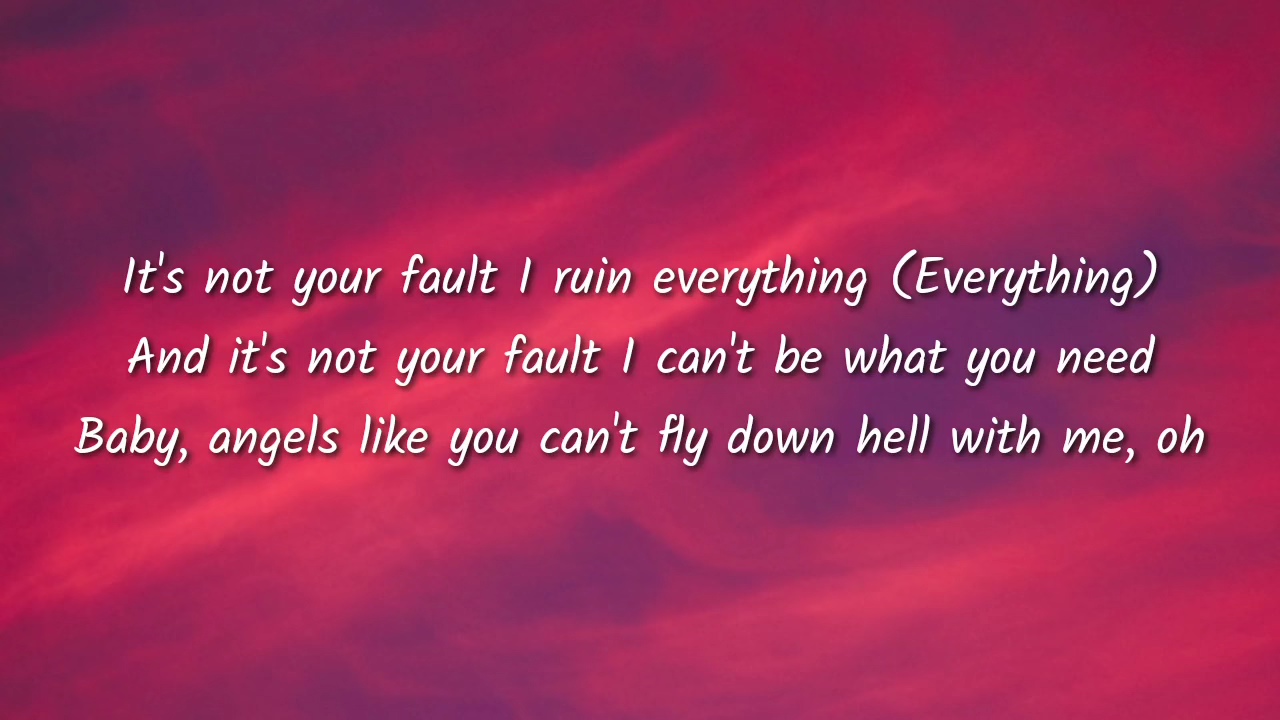 It's not your fault I ruin everything (Everything)
And it's not your fault I can't be what you need
Baby, angels like you can't fly down hell with me, oh